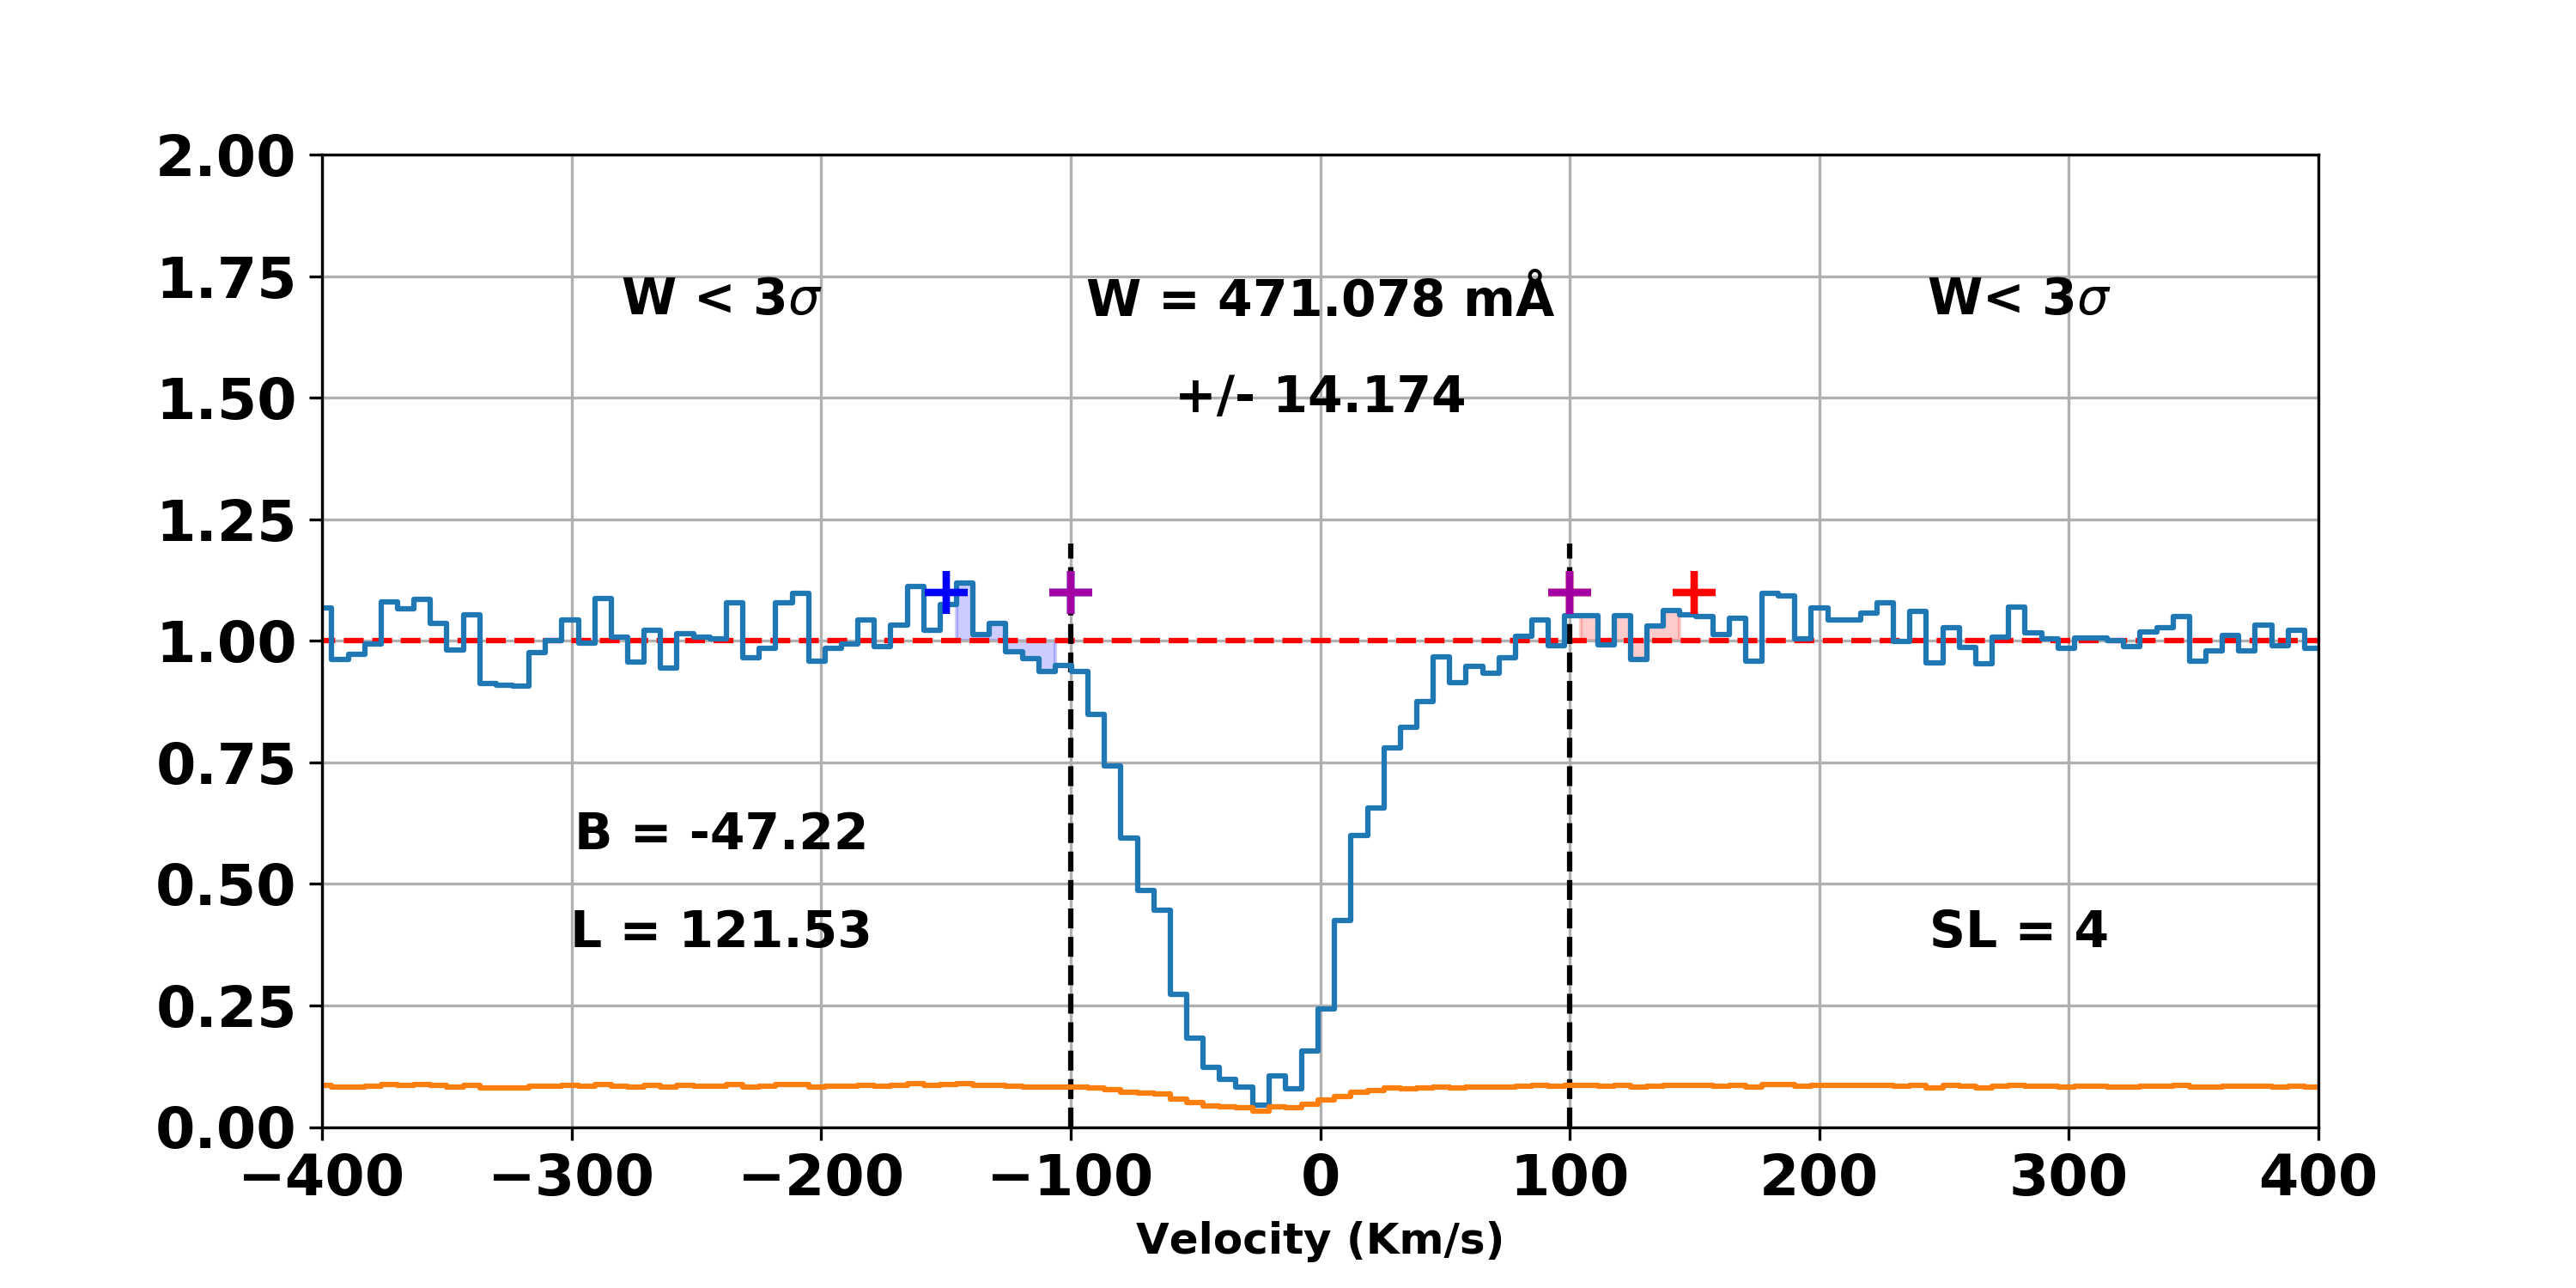 2.00
1.75
1.50
1.25
1.00
0.75
0.50
0.25
0.00
W < 3σ
W = 471.078 mÅ
+/- 14.174
W< 3σ
B = -47.22
L = 121.53
SL = 4
−400 −300 −200 −100 0 100 200 300 400
Velocity (Km/s)